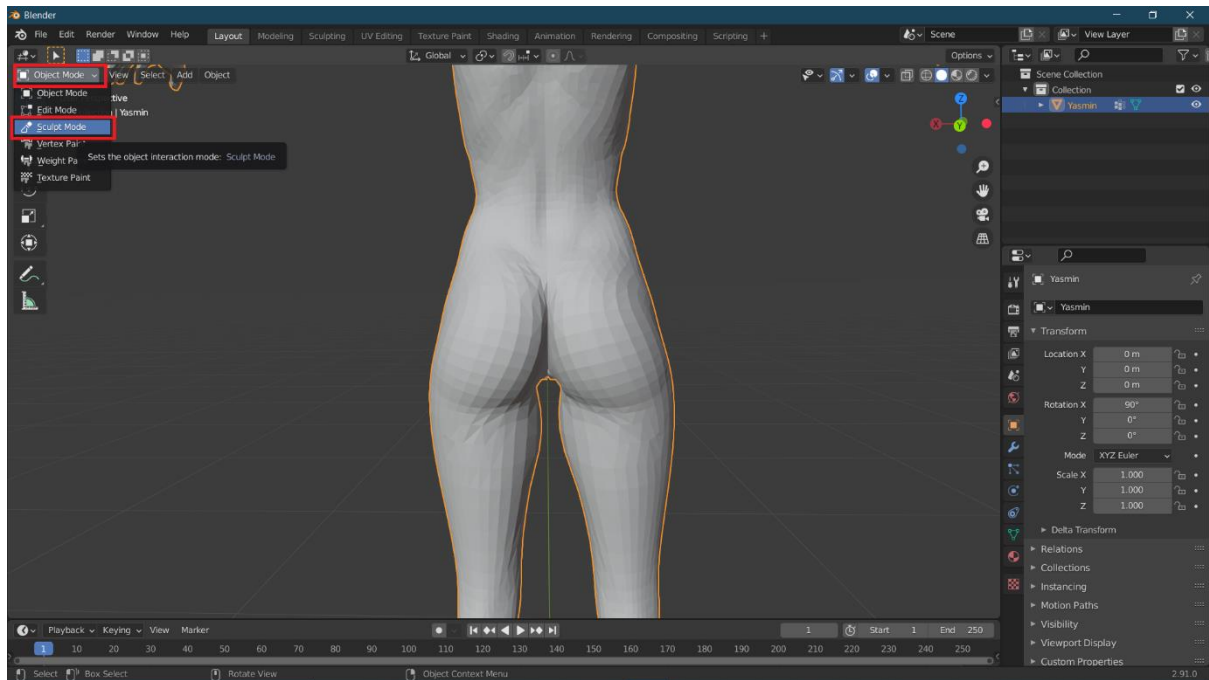 Blender
File Edit Render Window Help Layout Modeling Sculpting UV Editing Texture Paint Shading Animation Rendering Compositing Scripting + Scene View Layer
Global Options
Object Mode View Select Add Object
Object Mode
Edit Mode
Sculpt Mode
Vertex Pai
Weight Pa
Texture Paint
tive
| Yasmin
Sets the object interaction mode: Sculpt Mode
Z
X
Y
Scene Collection
Collection
Yasmin
Yasmin
Yasmin
Transform
Location X 0 m
Y 0 m
Z 0 m
Rotation X 90°
Y 0°
Z 0°
Mode XYZ Euler
Scale X 1.000
Y 1.000
Z 1.000
Delta Transform
Relations
Collections
Instancing
Motion Paths
Visibility
Viewport Display
Custom Properties
Playback Keying View Marker 1 Start 1 End 250
1 10 20 30 40 50 60 70 80 90 100 110 120 130 140 150 160 170 180 190 200 210 220 230 240 250
Select Box Select Rotate View Object Context Menu 2.91.0